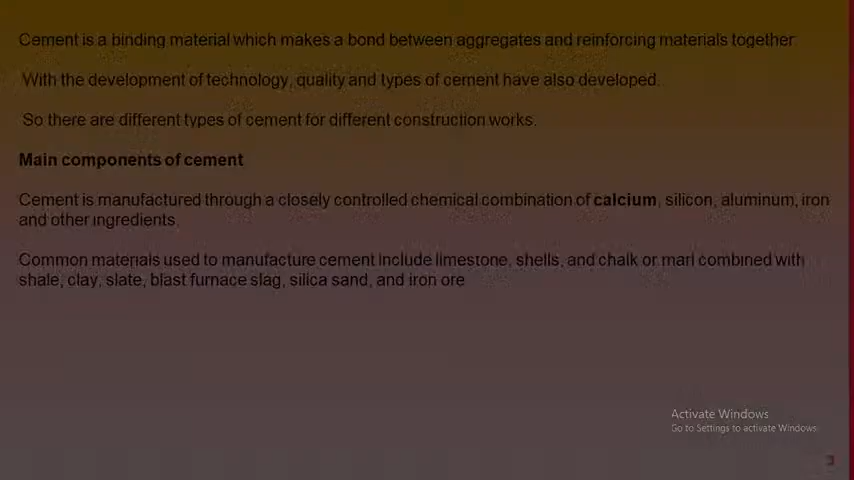 Cement is a binding material which makes a bond between aggregates and reinforcing materials together.
With the development of technology, quality and types of cement have also developed.
So there are different types of cement for different construction works.
Main components of cement
Cement is manufactured through a closely controlled chemical combination of calcium, silicon, aluminum, iron
and other ingredients.
Common materials used to manufacture cement include limestone, shells, and chalk or marl combined with
shale, clay, slate, blast furnace slag, silica sand, and iron ore
Activate Windows
Go to Settings to activate Windows.
3